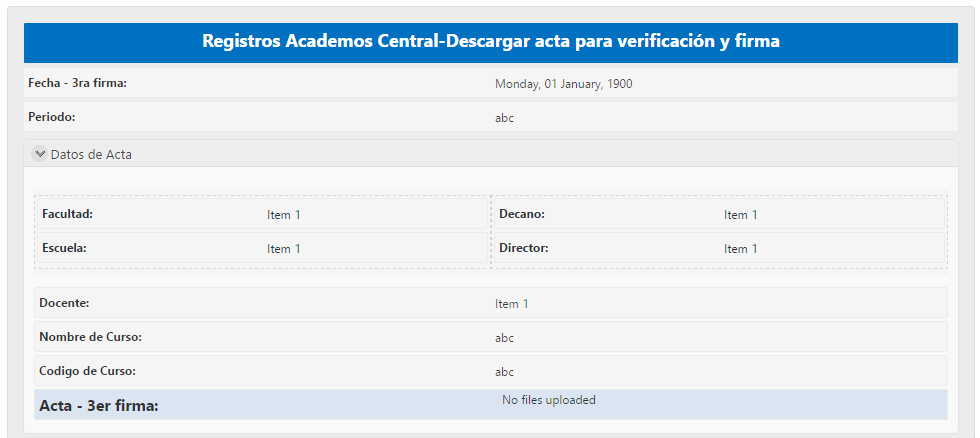 Registros Academos Central-Descargar acta para verificación y firma
Fecha - 3ra firma: Monday, 01 January, 1900
Periodo: abc
Datos de Acta
Facultad: Item 1 Decano: Item 1
Escuela: Item 1 Director: Item 1
Docente: Item 1
Nombre de Curso: abc
Codigo de Curso: abc
Acta - 3er firma: No files uploaded